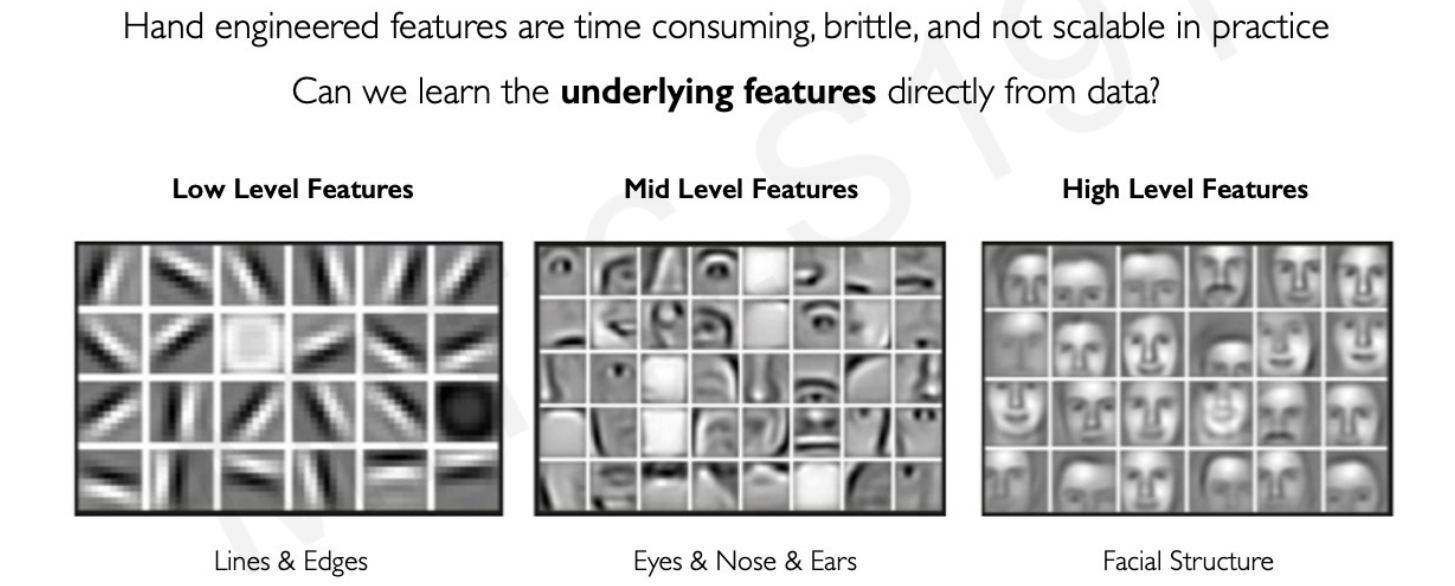 Hand engineered features are time consuming, brittle, and not scalable in practice
Can we learn the underlying features directly from data?
Low Level Features
Mid Level Features
High Level Features
Lines & Edges
Eyes & Nose & Ears
Facial Structure